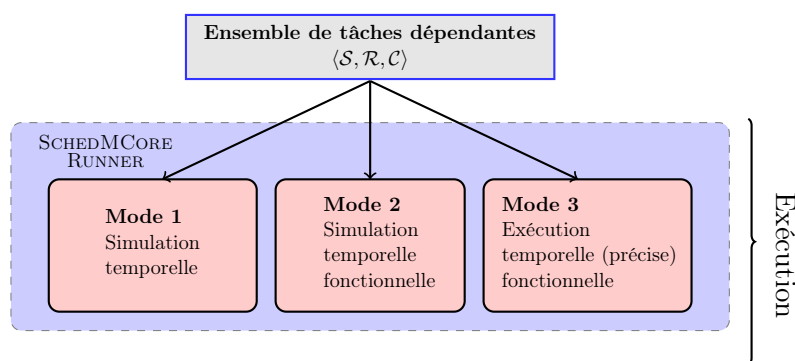 Ensemble de tâches dépendantes
⟨𝒮, ℛ, 𝒞⟩
SCHEDMCORE
RUNNER
Mode 1
Simulation
temporelle
Mode 2
Simulation
temporelle
fonctionnelle
Mode 3
Exécution
temporelle (précise)
fonctionnelle
Exécution